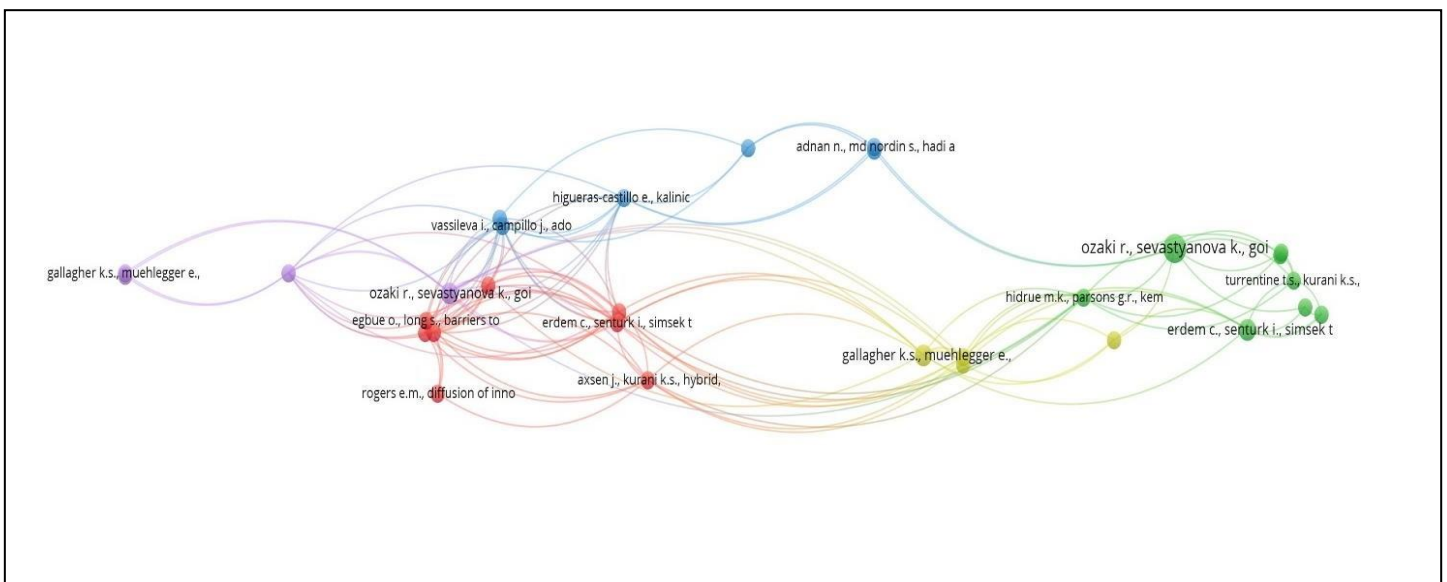 adnan n., md nordin s., hadi a
higueras-castillo e., kalinic
vassileva i., campillo j., ado
ozaki r., sevastyanova k., goi
gallagher k.s., muehlegger e.,
turrentine t.s., kurani k.s.,
ozaki r., sevastyanova k., goi
hidrue m.k., parsons g.r., kem
egbue o., long s., barriers to
erdem c., senturk i., simsek t
erdem c., şentürk i., simsek t
gallagher k.s., muehlegger e.,
axsen j., kurani k.s., hybrid,
rogers e.m., diffusion of inno